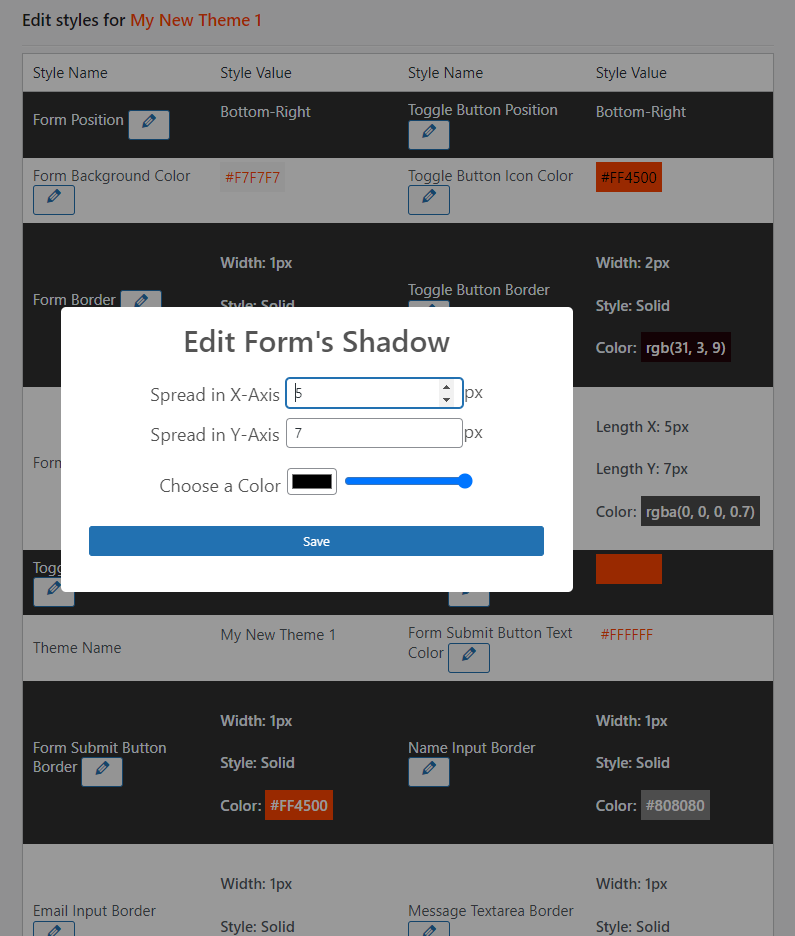 Edit styles for My New Theme 1
Style Name Style Value Style Name Style Value
Form Position Bottom-Right Toggle Button Position Bottom-Right
Form Background Color #F7F7F7 Toggle Button Icon Color #FF4500
Form Border
Width: 1px
Style: Solid
Toggle Button Border
Width: 2px
Style: Solid
Color: rgb(31, 3, 9)
Edit Form's Shadow
Spread in X-Axis 5 px
Spread in Y-Axis 7 px
Choose a Color
Save
Form
Length X: 5px
Length Y: 7px
Color: rgba(0, 0, 0, 0.7)
Theme Name My New Theme 1 Form Submit Button Text
Color
#FFFFFF
Form Submit Button
Border
Width: 1px
Style: Solid
Color: #FF4500
Name Input Border
Width: 1px
Style: Solid
Color: #808080
Email Input Border
Width: 1px
Style: Solid
Message Textarea Border
Width: 1px
Style: Solid